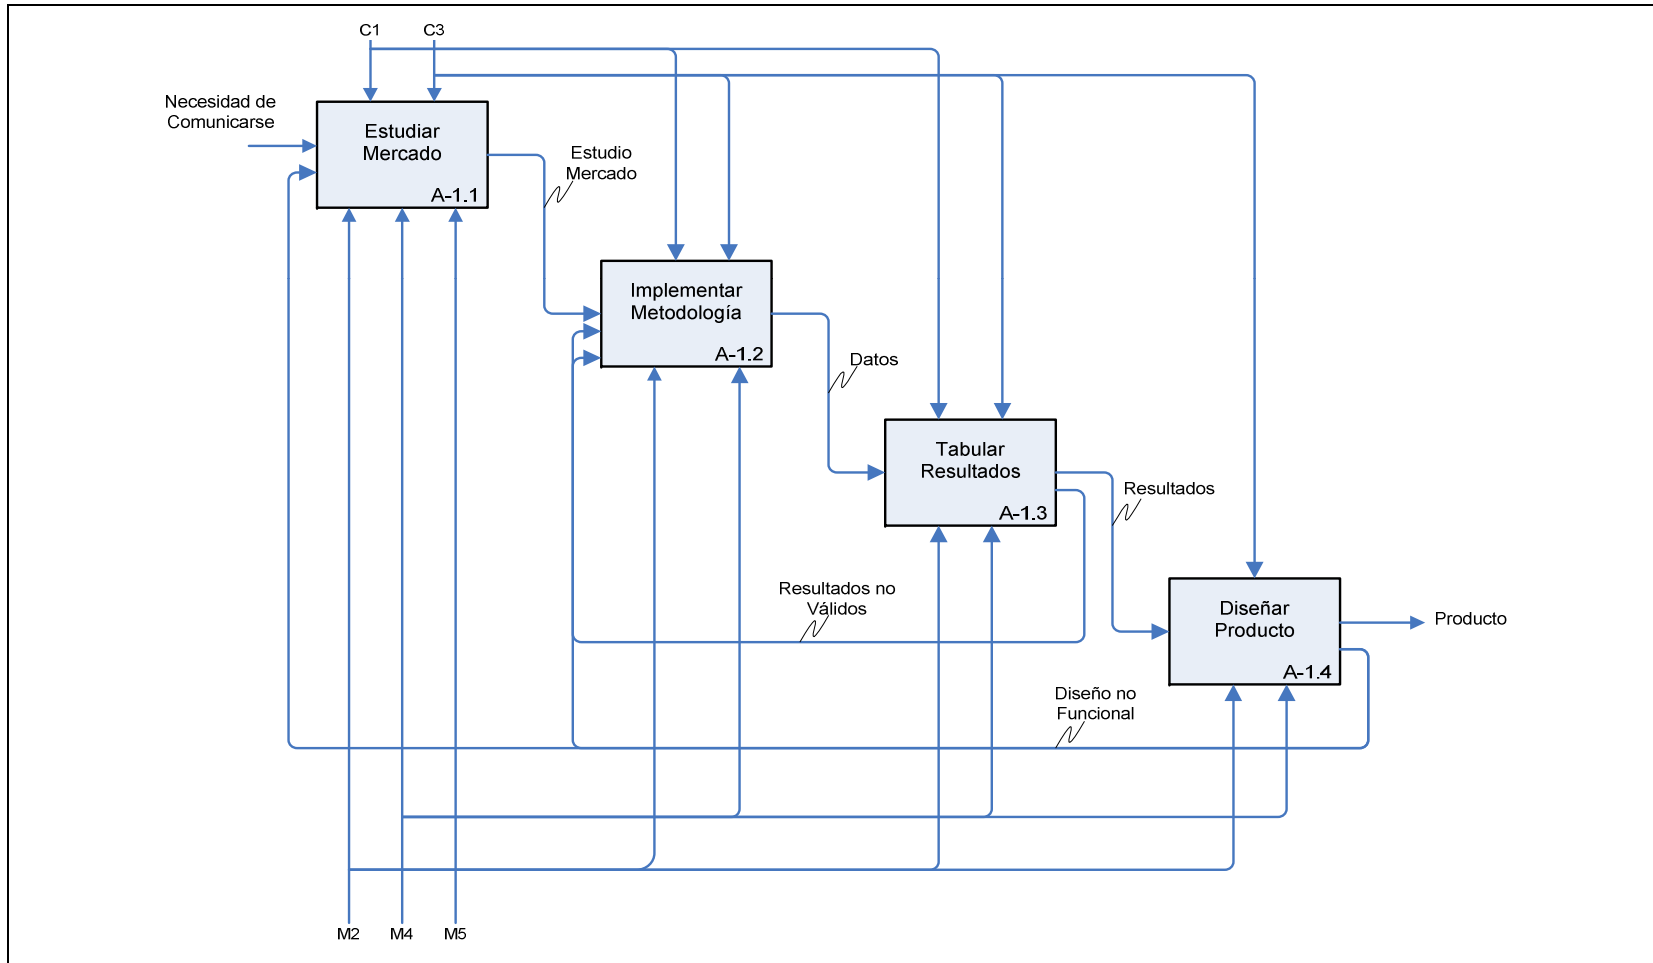 C1
C3
Necesidad de
Comunicarse
Estudiar
Mercado
A-1.1
Estudio
Mercado
Implementar
Metodología
A-1.2
Datos
Tabular
Resultados
A-1.3
Resultados
Resultados no
Válidos
Diseñar
Producto
A-1.4
Producto
Diseño no
Funcional
M2
M4
M5